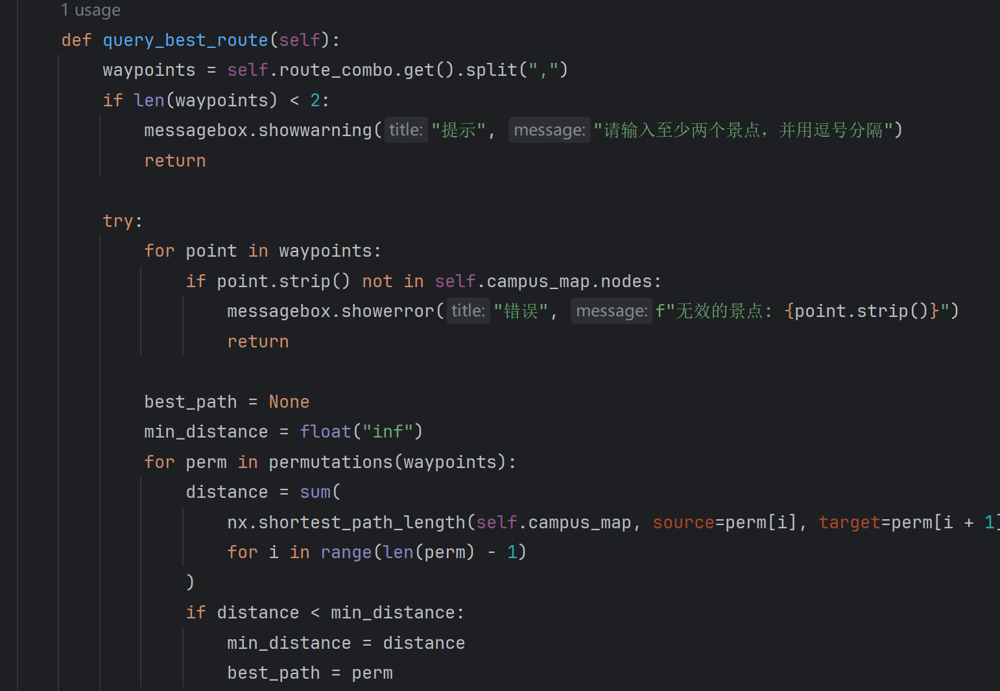 1 usage
def query_best_route(self):
    waypoints = self.route_combo.get().split(",")
    if len(waypoints) < 2:
        messagebox.showwarning( title: "提示", message: "请输入至少两个景点，并用逗号分隔")
        return

    try:
        for point in waypoints:
            if point.strip() not in self.campus_map.nodes:
                messagebox.showerror( title: "错误", message: f"无效的景点: {point.strip()}")
                return

        best_path = None
        min_distance = float("inf")
        for perm in permutations(waypoints):
            distance = sum(
                nx.shortest_path_length(self.campus_map, source=perm[i], target=perm[i + 1]
                for i in range(len(perm) - 1)
            )
            if distance < min_distance:
                min_distance = distance
                best_path = perm